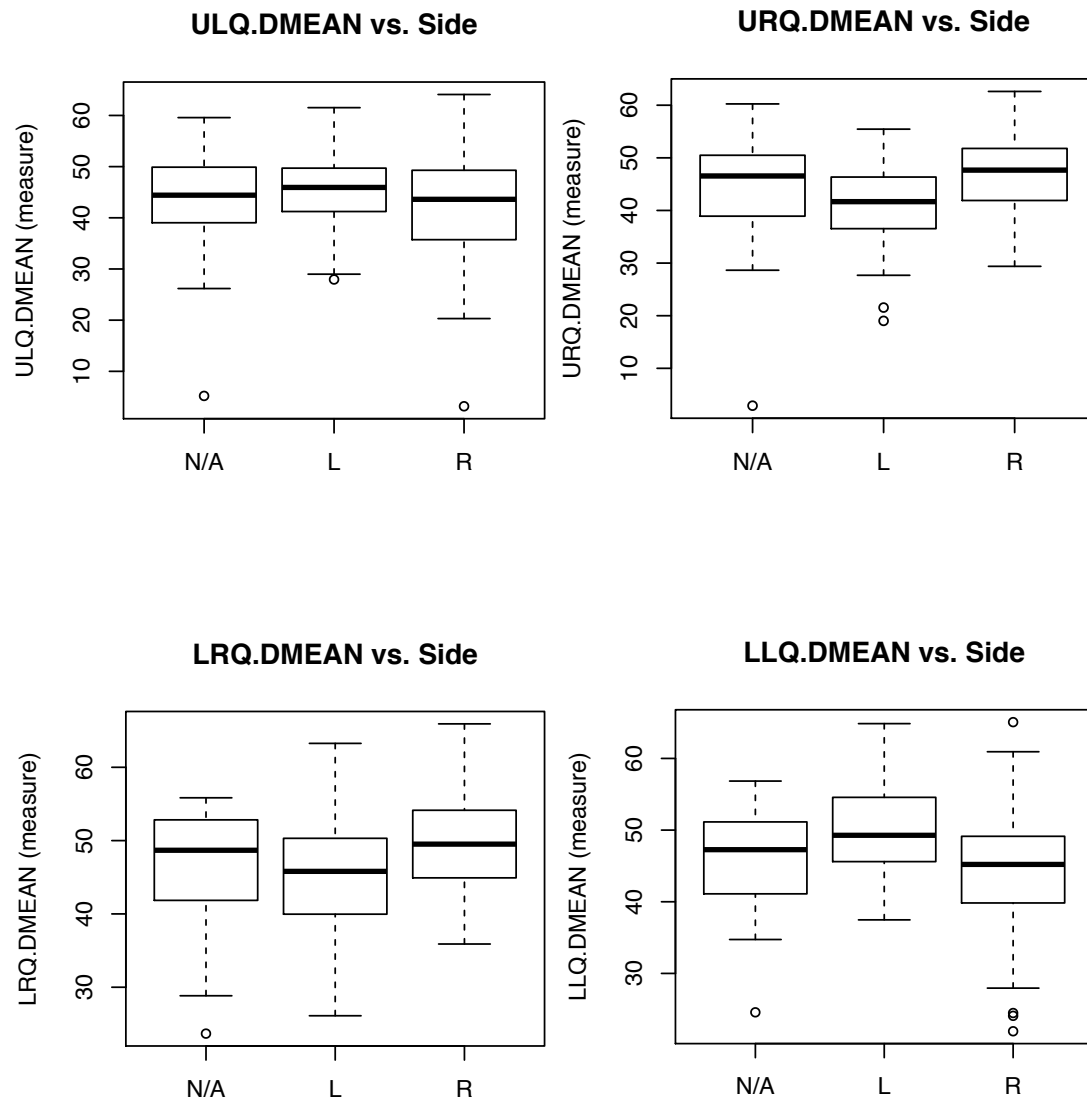 ULQ.DMEAN vs. Side
ULQ.DMEAN (measure)
60
50
40
30
20
10
N/A L R
URQ.DMEAN vs. Side
URQ.DMEAN (measure)
60
50
40
30
20
10
N/A L R
LRQ.DMEAN vs. Side
LRQ.DMEAN (measure)
60
50
40
30
N/A L R
LLQ.DMEAN vs. Side
LLQ.DMEAN (measure)
60
50
40
30
N/A L R